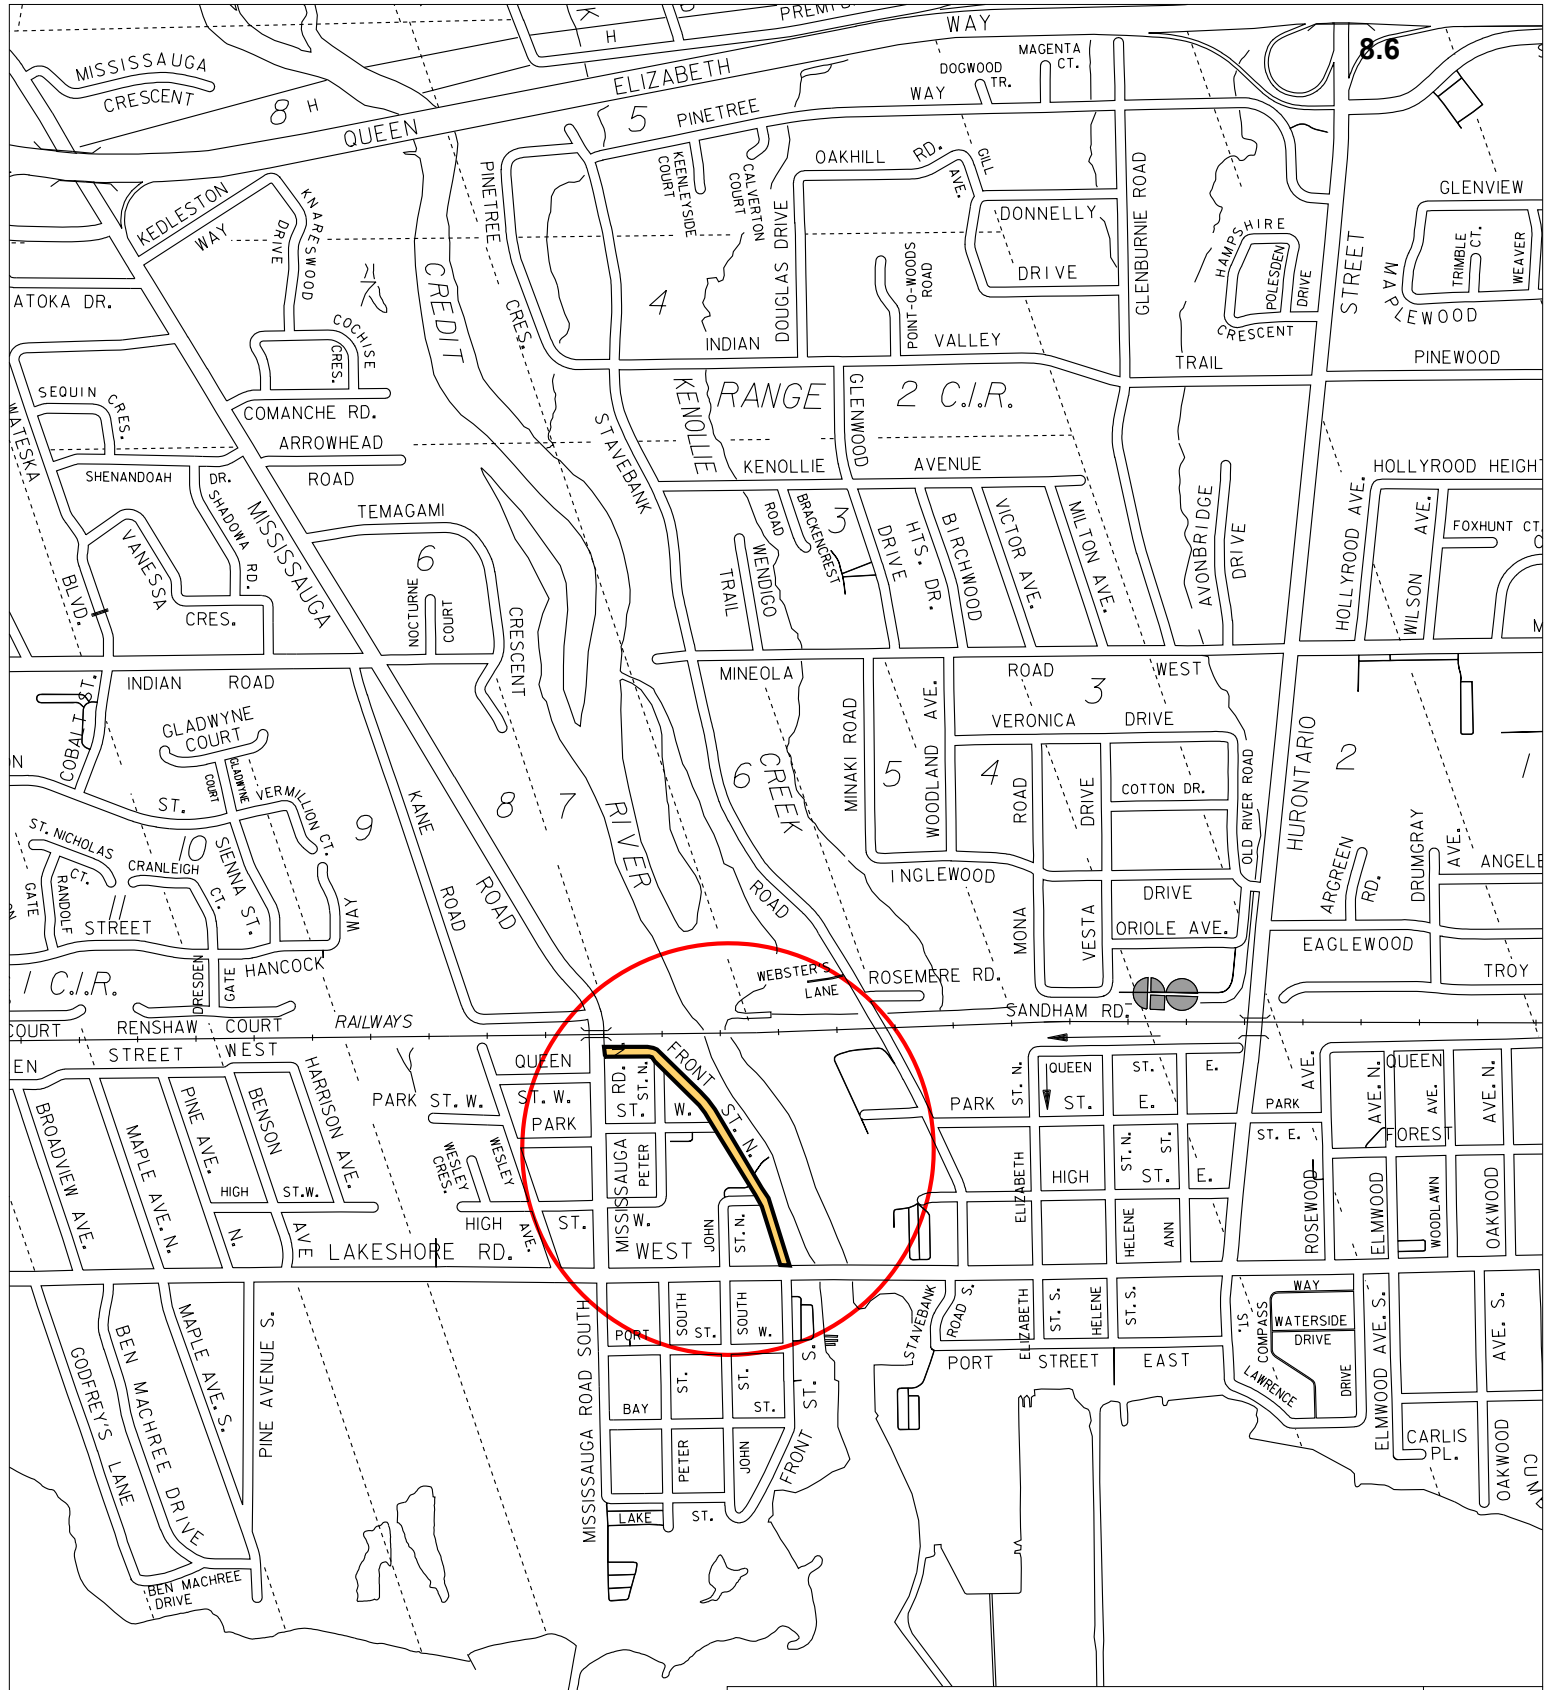 PREMIUM
WAY
8.6
H
MISSISSAUGA
CRESCENT
8 H
QUEEN
ELIZABETH
5
PINETREE
WAY
DOGWOOD
TR.
MAGENTA
CT.
KEDLESTON
WAY
KNARESWOOD
DRIVE
PINETREE
CRES.
KEENLEYSIDE
COURT
CALVERTON
COURT
OAKHILL
RD.
GILL
AVE.
DONNELLY
DRIVE
GLENBURNIE ROAD
HAMPSHIRE
CRESCENT
POLESDEN
DRIVE
STREET
MAPLEWOOD
GLENVIEW
TRIMBLE
CT.
WEAVER
ATOKA DR.
CREDIT
4
DOUGLAS DRIVE
POINT-O-WOODS
ROAD
INDIAN
VALLEY
TRAIL
PINEWOOD
COCHISE
CRES.
SEQUIN
CRES.
COMANCHE RD.
ARROWHEAD
ROAD
WATESKA
BLVD.
SHENANDOAH
DR.
SHADOWA
RD.
MISSISSAUGA
ROAD
VANESSA
CRES.
TEMAGAMI
CRESCENT
6
NOCTURNE
COURT
STAVEBANK
ROAD
KENOLLIE
CREEK
RANGE
2 C.I.R.
GLENWOOD
DRIVE
KENOLLIE
AVENUE
BRACKENCREST
ROAD
3
HTS. DR.
BIRCHWOOD
VICTOR AVE.
MILTON AVE.
AVONBRIDGE
DRIVE
HOLLYROOD HEIGHT
HOLLYROOD AVE.
WILSON
AVE.
FOXHUNT CT.
WENDIGO
TRAIL
INDIAN
ROAD
MINEOLA
ROAD
WEST
COBALT ST.
GLADWYNE
COURT
GLADWYNE
COURT
VERMILLION CT.
ST.
ST. NICHOLAS
CT.
10
SIENNA ST.
CRANLEIGH
CT.
RANDOLF
GATE
11
STREET
DRESDEN
GATE
HANCOCK
WAY
9
KANE
ROAD
8
7
RIVER
6
MINAKI ROAD
5
WOODLAND
AVE.
VERONICA
DRIVE
3
4
MONA
ROAD
VESTA
DRIVE
COTTON DR.
OLD RIVER ROAD
INGLEWOOD
DRIVE
ORIOLE AVE.
HURONTARIO
2
1
ARGREEN
RD.
DRUMGRAY
AVE.
ANGELE
EAGLEWOOD
TROY
1 C.I.R.
COURT
RENSHAW
COURT
RAILWAYS
WEBSTER'S
LANE
ROSEMERE RD.
SANDHAM RD.
EN
STREET
WEST
QUEEN
ST. W.
PARK ST. W.
PARK
ST.
W.
FRONT
ST. N.
BROADVIEW AVE.
MAPLE AVE. N.
PINE AVE.
N.
BENSON
AVE
HARRISON AVE.
HIGH
ST.W.
WESLEY
CRES.
WESLEY
AVE.
HIGH
ST.
W.
MISSISSAUGA
RD.
N.
PETER
ST. N.
JOHN
ST. N.
LAKESHORE RD.
WEST
PARK
ST.
E.
QUEEN
ST.
E.
ELIZABETH
ST. N.
HIGH
ST.
E.
HELENE
ST. N.
ANN
ST.
PARK
ST. E.
ROSEWOOD
AVE.
QUEEN
FOREST
ELMWOOD
AVE. N.
WOODLAWN
AVE.
OAKWOOD
AVE. N.
GODFREY'S
LANE
BEN MACHREE DRIVE
MAPLE AVE. S.
PINE AVENUE S.
BEN MACHREE
DRIVE
MISSISSAUGA ROAD SOUTH
PORT
ST.
W.
PETER
ST.
SOUTH
JOHN
ST.
SOUTH
BAY
ST.
FRONT
ST. S.
LAKE
ST.
STAVEBANK
ROAD S.
ELIZABETH
ST. S.
HELENE
ST. S.
PORT
STREET
EAST
ST.
COMPASS
WAY
WATERSIDE
DRIVE
LAWRENCE
DRIVE
ELMWOOD AVE. S.
CARLIS
PL.
OAKWOOD
AVE. S.